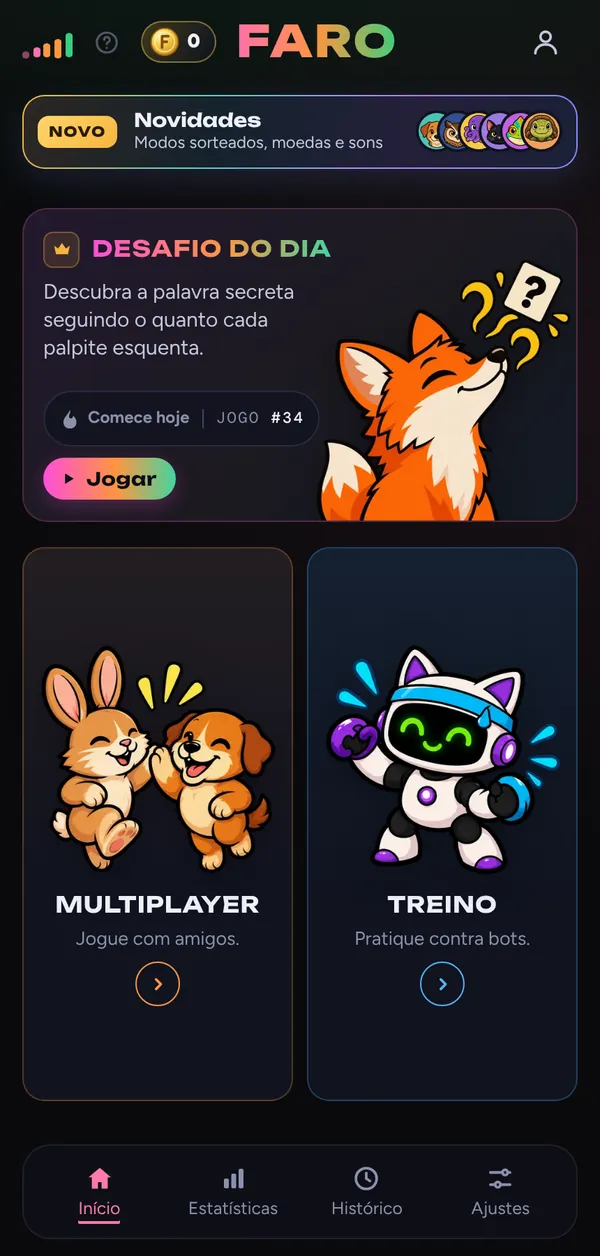 ?
F
0
FARO
NOVO
Novidades
Modos sorteados, moedas e sons
DESAFIO DO DIA
Descubra a palavra secreta
seguindo o quanto cada
palpite esquenta.
?
Comece hoje | JOGO #34
Jogar
MULTIPLAYER
Jogue com amigos.
TREINO
Pratique contra bots.
Início
Estatísticas
Histórico
Ajustes